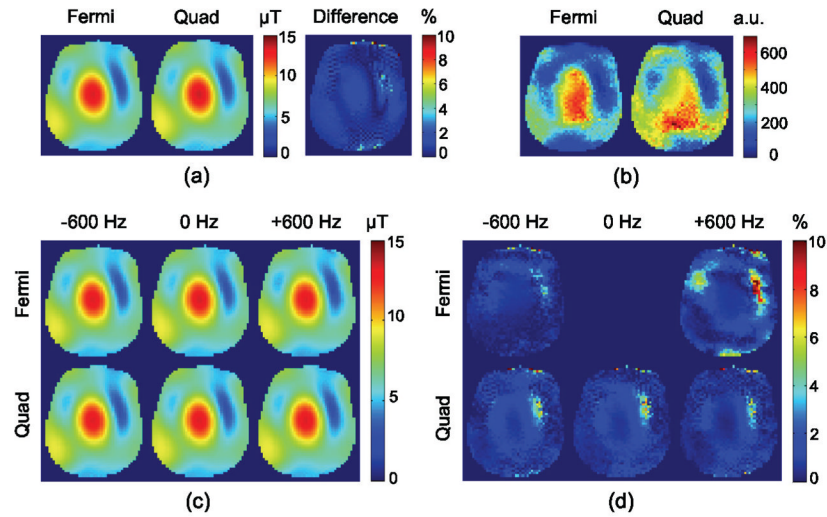 Fermi Quad µT Difference % Fermi Quad a.u.
15 10 5 0
10 8 6 4 2 0
600 400 200 0
(a) (b)
-600 Hz 0 Hz +600 Hz µT -600 Hz 0 Hz +600 Hz %
Fermi
Quad
15 10 5 0
Fermi
Quad
10 8 6 4 2 0
(c) (d)